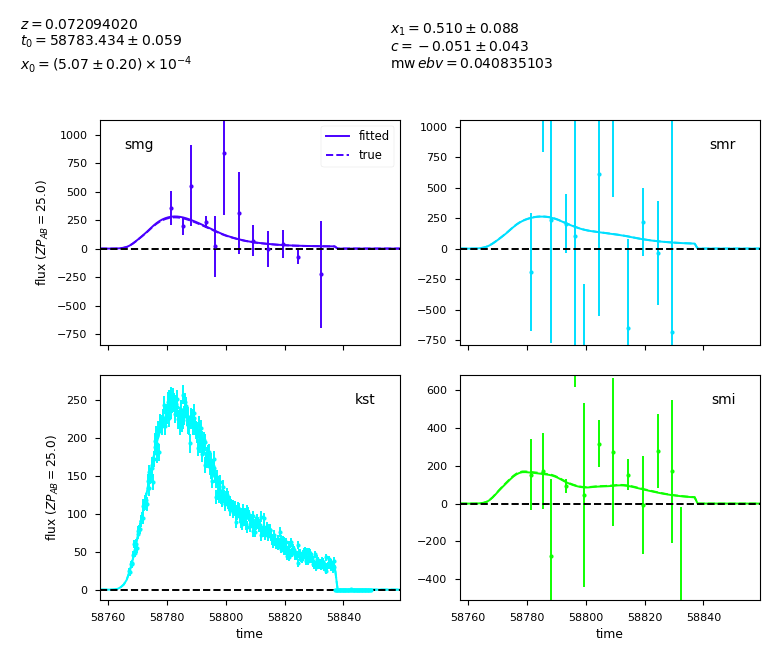 z = 0.072094020
t₀ = 58783.434 ± 0.059
x₀ = (5.07 ± 0.20) × 10⁻⁴
x₁ = 0.510 ± 0.088
c = −0.051 ± 0.043
mw ebv = 0.040835103
smg
fitted
true
1000
750
500
250
0
−250
−500
−750
flux (ZP_AB = 25.0)
smr
1000
750
500
250
0
−250
−500
−750
kst
250
200
150
100
50
0
flux (ZP_AB = 25.0)
58760 58780 58800 58820 58840
time
smi
600
400
200
0
−200
−400
58760 58780 58800 58820 58840
time